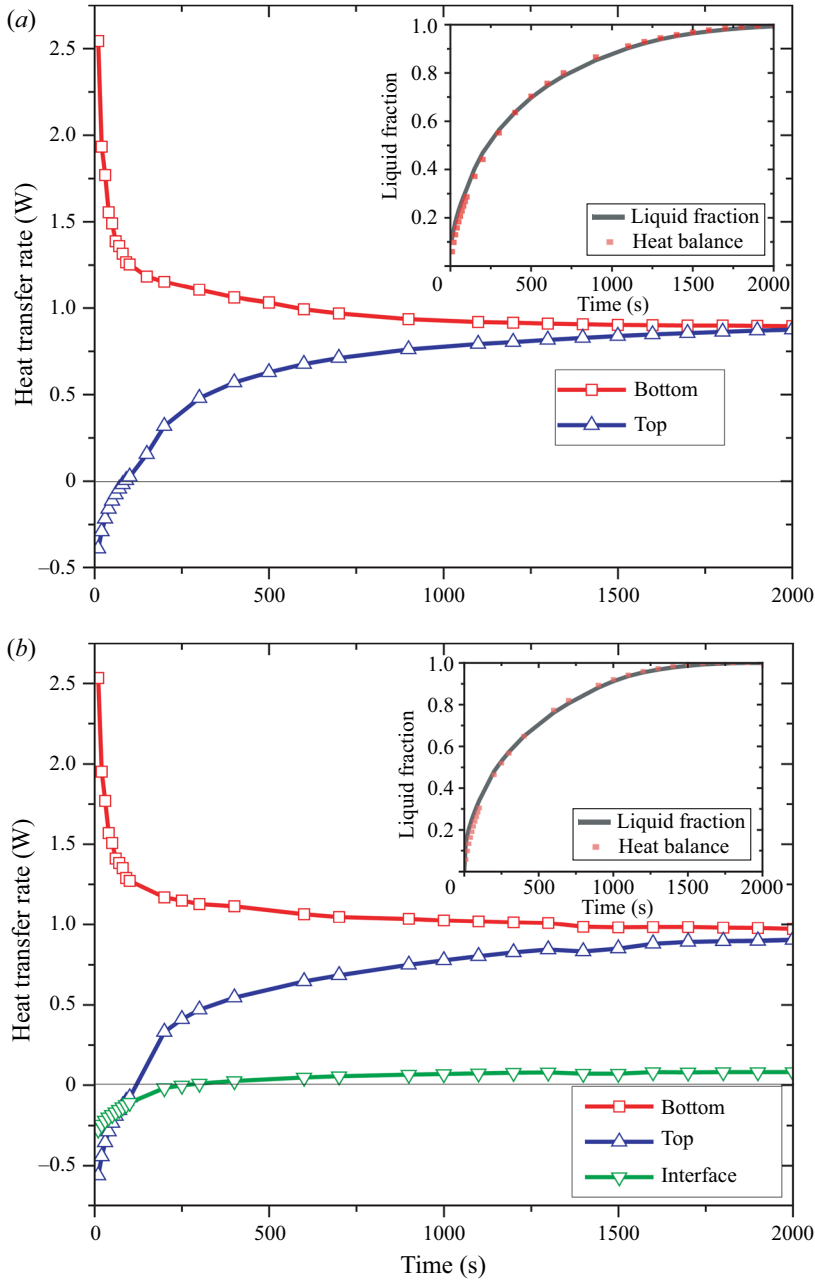 (a)
2.5
2.0
1.5
1.0
0.5
0
–0.5
Heat transfer rate (W)
0
500
1000
1500
2000
1.0
0.8
0.6
0.4
0.2
Liquid fraction
0
500
1000
1500
2000
Time (s)
Liquid fraction
Heat balance
Bottom
Top
(b)
2.5
2.0
1.5
1.0
0.5
0
–0.5
Heat transfer rate (W)
0
500
1000
1500
2000
Time (s)
1.0
0.8
0.6
0.4
0.2
Liquid fraction
0
500
1000
1500
2000
Time (s)
Liquid fraction
Heat balance
Bottom
Top
Interface